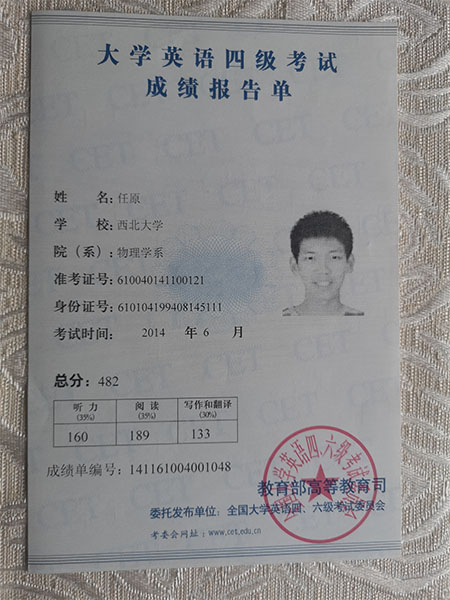 大学英语四级考试
成绩报告单
姓 名：任原
学 校：西北大学
院（系）：物理学系
准考证号：610040141100121
身份证号：610104199408145111
考试时间： 2014 年 6 月
总分：482
听力 (35%) 阅读 (35%) 写作和翻译 (30%)
160 189 133
成绩单编号：141161004001048
教育部高等教育司
委托发布单位：全国大学英语四、六级考试委员会
考委会网址：www.cet.edu.cn
全国大学英语四、六级考试委员会
CET